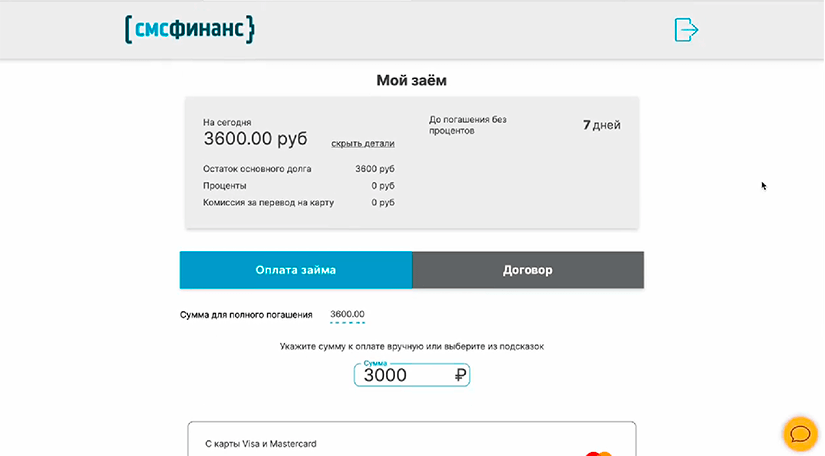 [смсфинанс}
Мой заём
На сегодня
3600.00 руб
скрыть детали
Остаток основного долга 3600 руб
Проценты 0 руб
Комиссия за перевод на карту 0 руб
До погашения без
процентов
7 дней
Оплата займа
Договор
Сумма для полного погашения 3600.00
Укажите сумму к оплате вручную или выберите из подсказок
Сумма
3000 ₽
С карты Visa и Mastercard